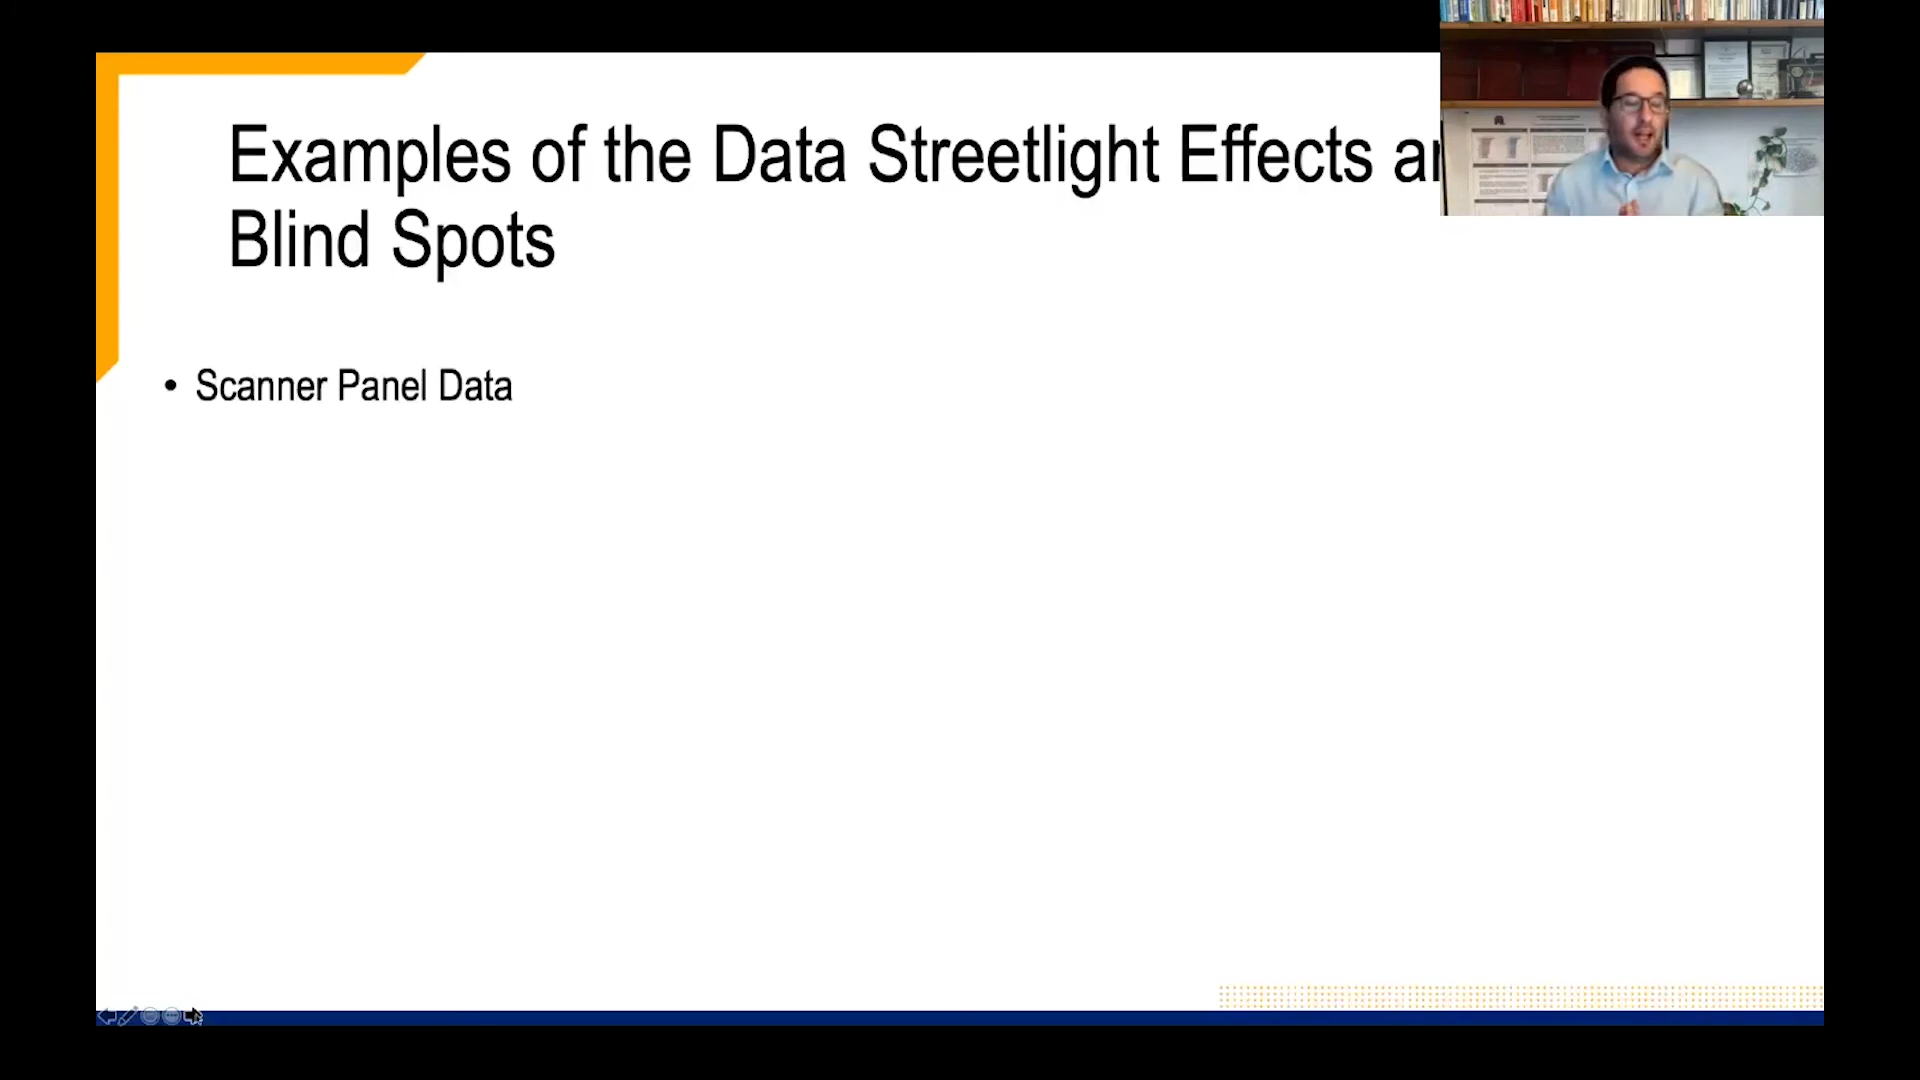 Examples of the Data Streetlight Effects
Blind Spots
• Scanner Panel Data